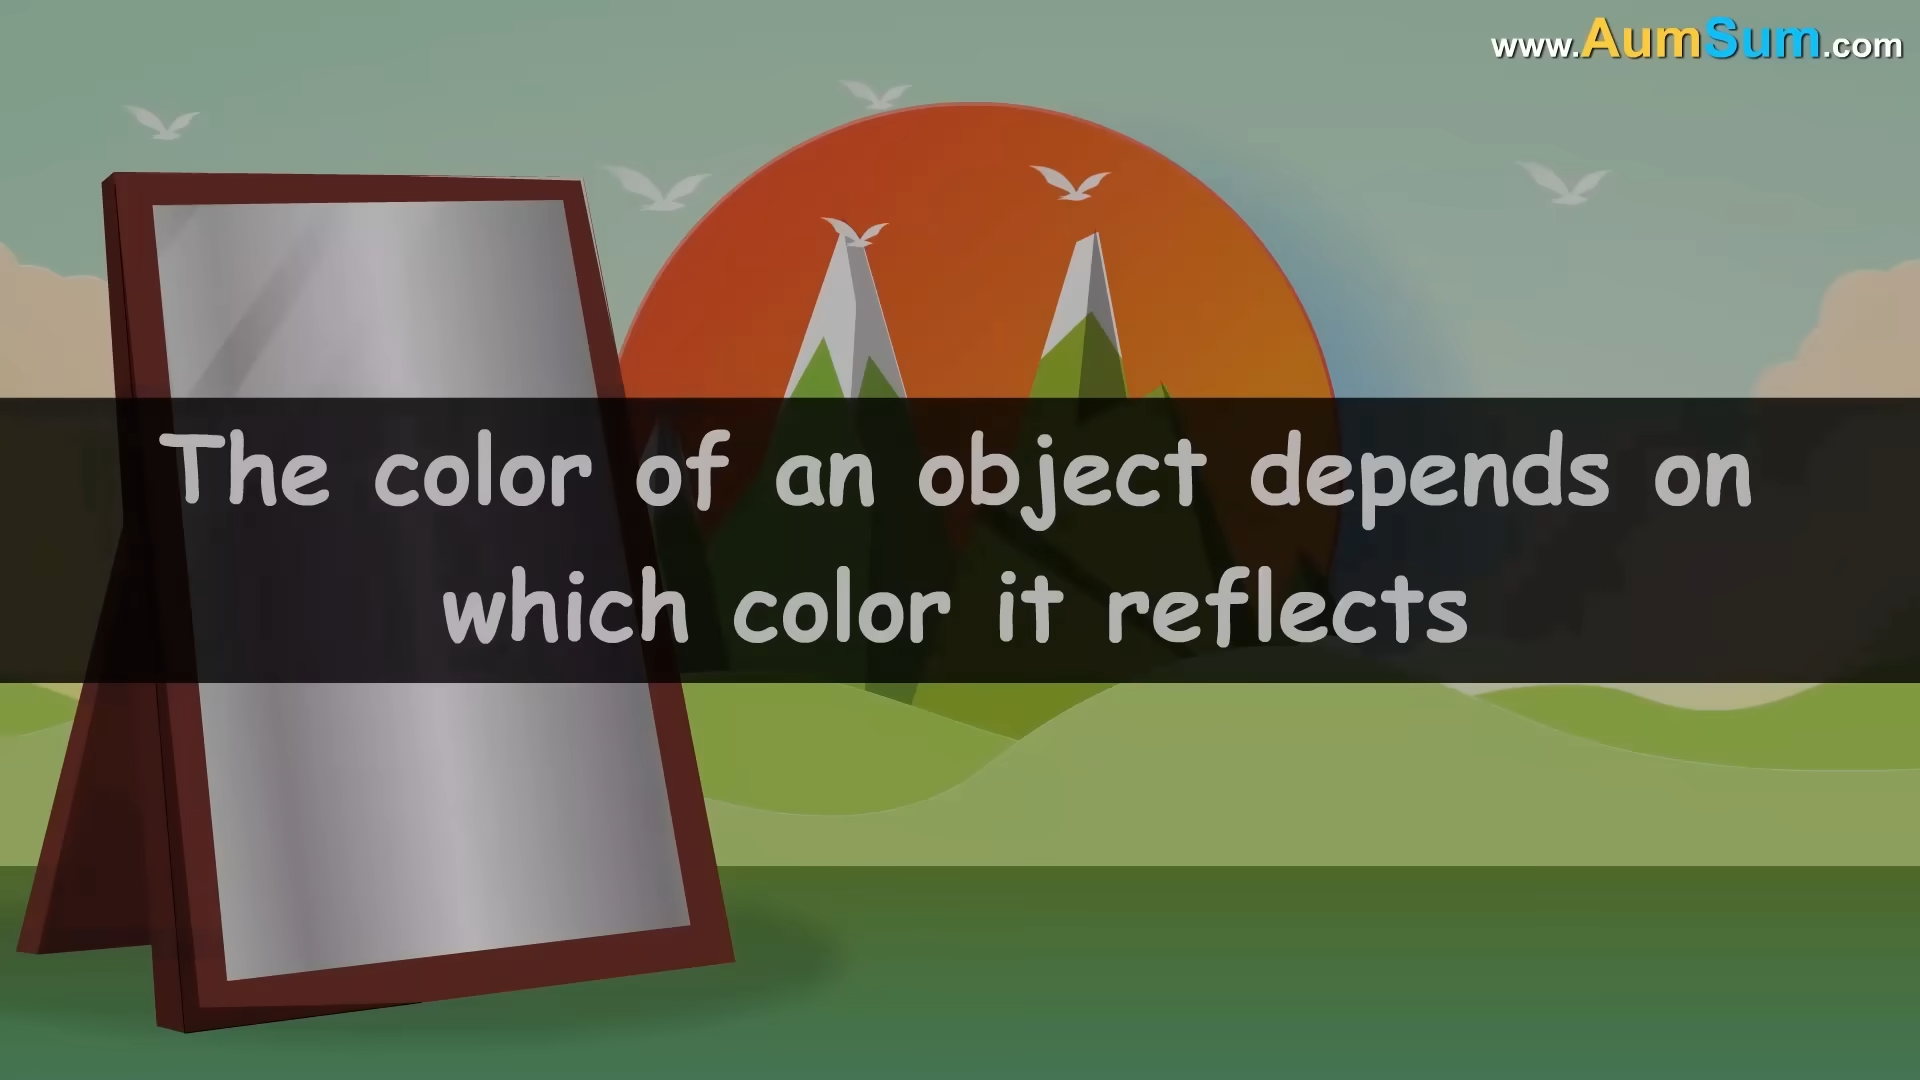 www.AumSum.com
The color of an object depends on
which color it reflects